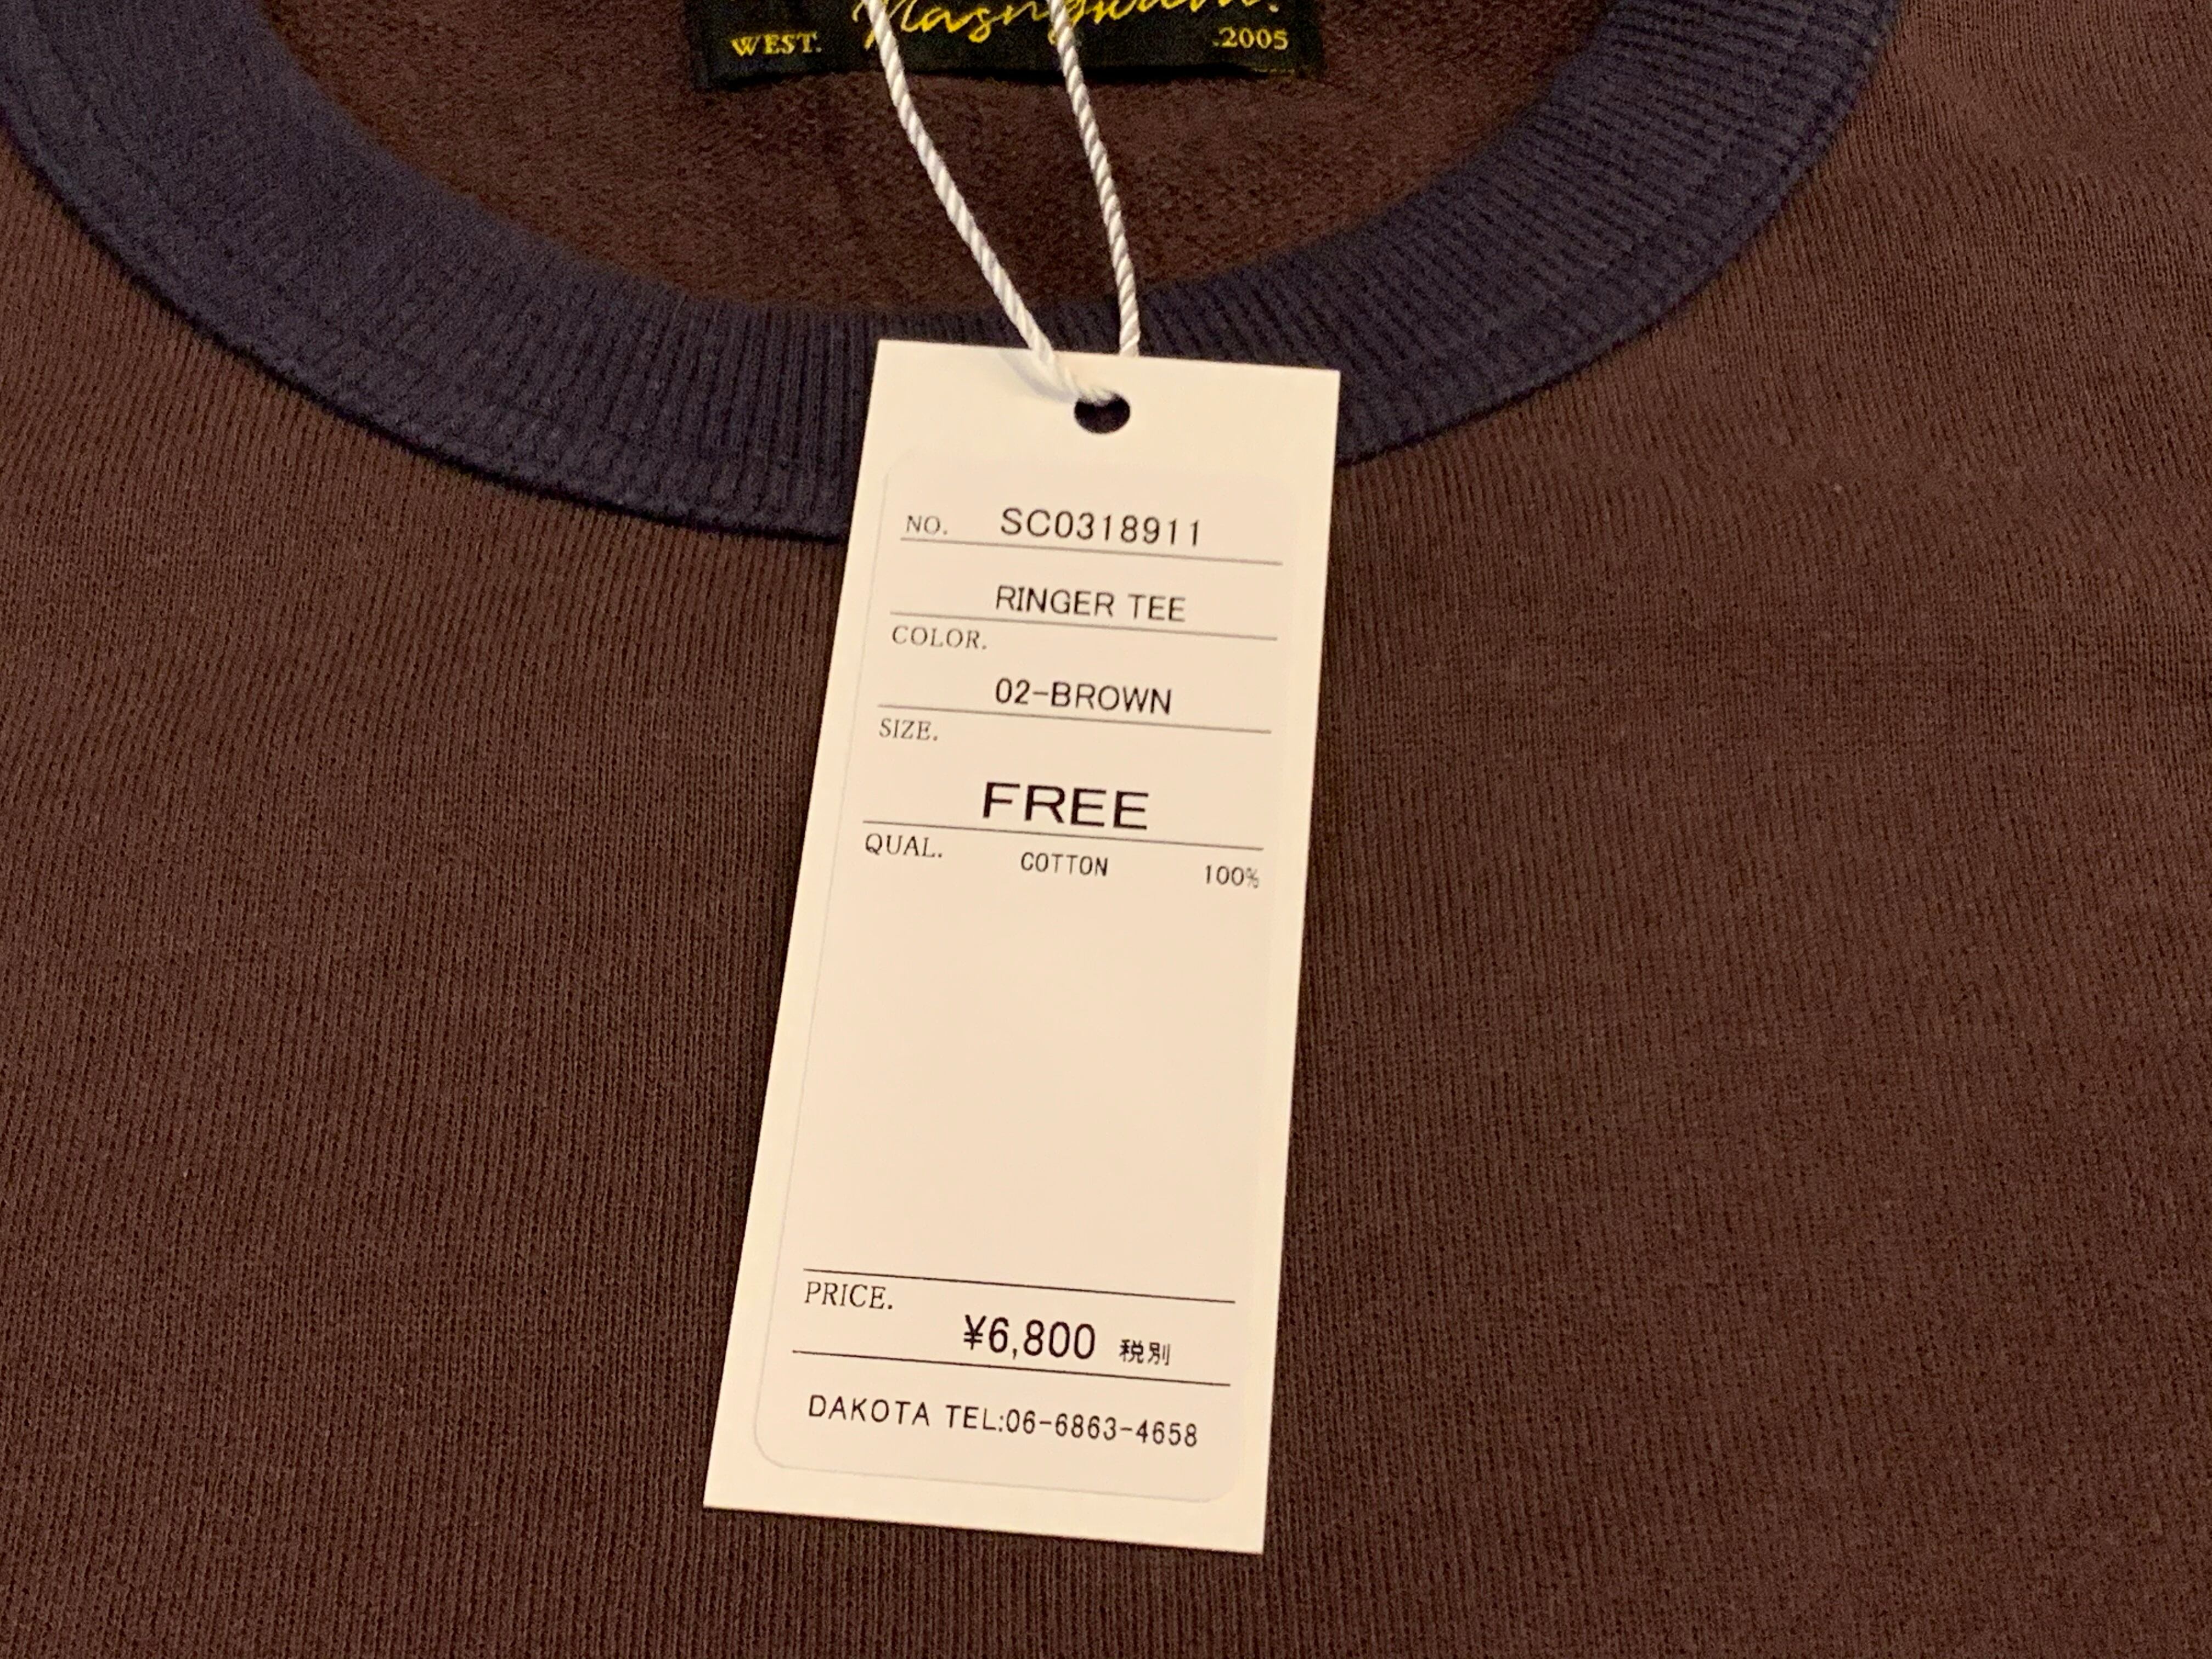 WEST. .2005
NO. SC0318911
RINGER TEE
COLOR.
02-BROWN
SIZE.
FREE
QUAL. COTTON 100%
PRICE.
¥6,800 税別
DAKOTA TEL:06-6863-4658